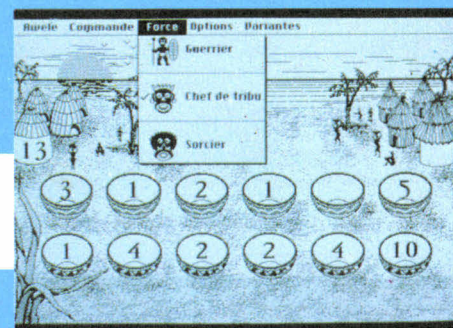 Awele Commande Force Options Variantes
Guerrier
Chef de tribu
Sorcier
13
3 1 2 1 5
1 4 2 2 4 10